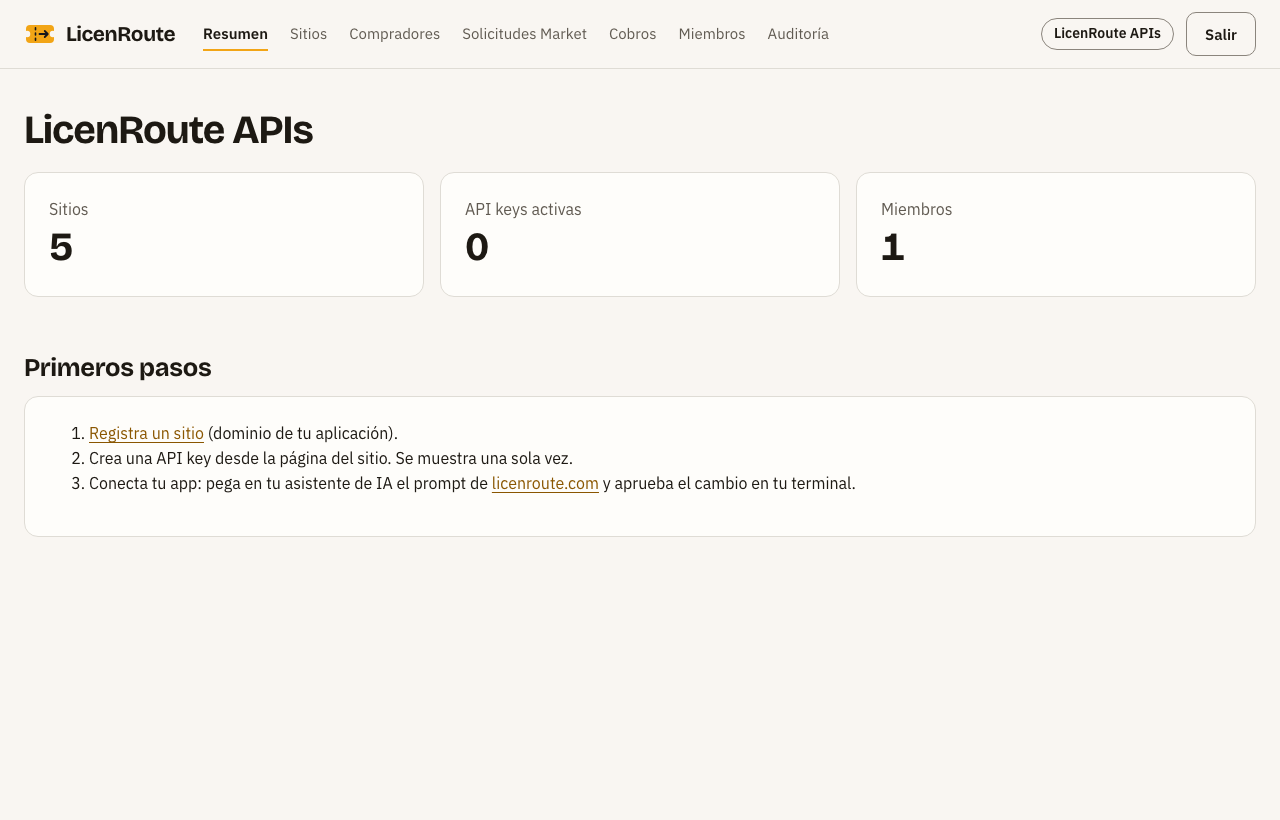 LicenRoute
Resumen
Sitios
Compradores
Solicitudes Market
Cobros
Miembros
Auditoría
LicenRoute APIs
Salir
LicenRoute APIs
Sitios
5
API keys activas
0
Miembros
1
Primeros pasos
1. Registra un sitio (dominio de tu aplicación).
2. Crea una API key desde la página del sitio. Se muestra una sola vez.
3. Conecta tu app: pega en tu asistente de IA el prompt de licenroute.com y aprueba el cambio en tu terminal.